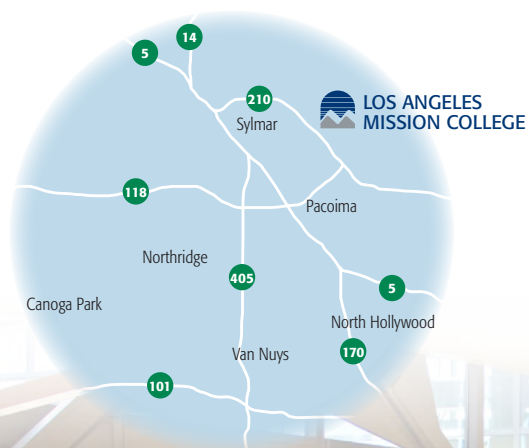 14
5
210
LOS ANGELES
MISSION COLLEGE
Sylmar
118
Pacoima
Northridge
405
5
Canoga Park
North Hollywood
Van Nuys
170
101